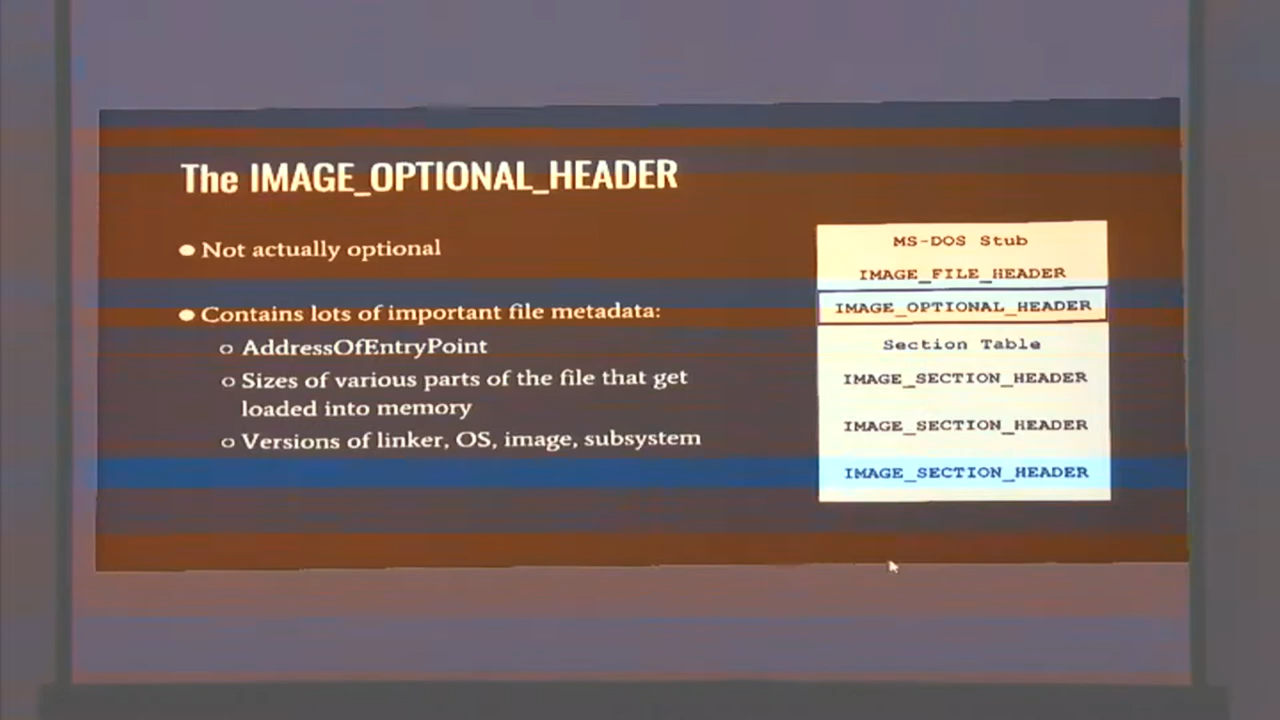 The IMAGE_OPTIONAL_HEADER
● Not actually optional
● Contains lots of important file metadata:
○ AddressOfEntryPoint
○ Sizes of various parts of the file that get
loaded into memory
○ Versions of linker, OS, image, subsystem
MS-DOS Stub
IMAGE_FILE_HEADER
IMAGE_OPTIONAL_HEADER
Section Table
IMAGE_SECTION_HEADER
IMAGE_SECTION_HEADER
IMAGE_SECTION_HEADER